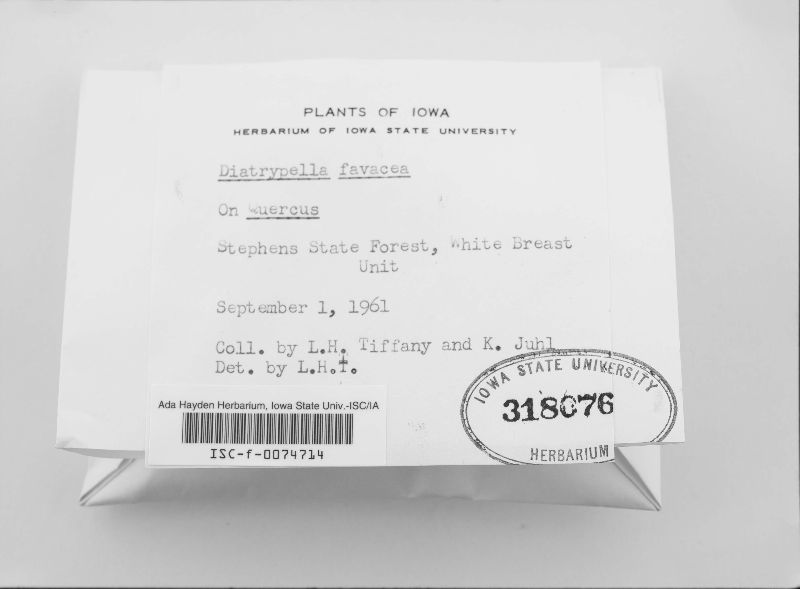 PLANTS OF IOWA
HERBARIUM OF IOWA STATE UNIVERSITY
Diatrypella favacea
On Quercus
Stephens State Forest, White Breast
Unit
September 1, 1961
Coll. by L.H. Tiffany and K. Juhl
Det. by L.H.T.
Ada Hayden Herbarium, Iowa State Univ.-ISC/IA
ISC-f-0074714
IOWA STATE UNIVERSITY
318076
HERBARIUM